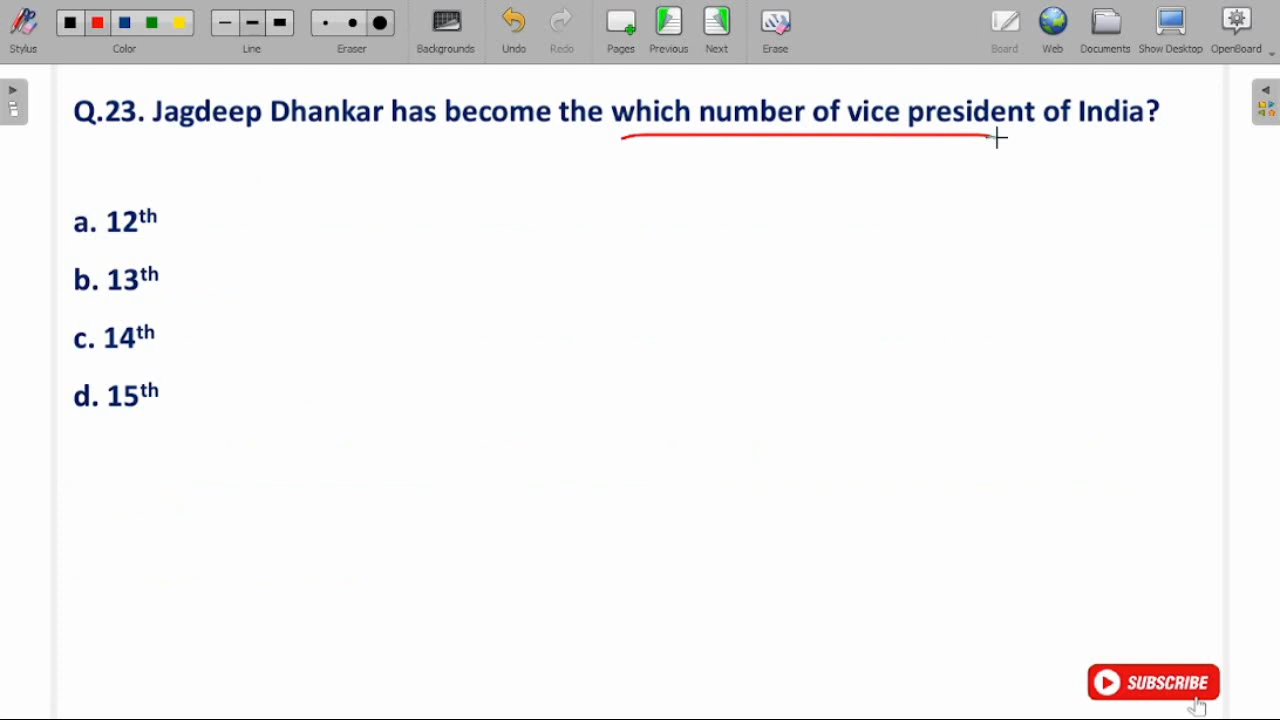 Stylus Color Line Eraser Backgrounds Undo Redo Pages Previous Next Erase Board Web Documents Show Desktop OpenBoard
Q.23. Jagdeep Dhankar has become the which number of vice president of India?
a. 12th
b. 13th
c. 14th
d. 15th
SUBSCRIBE